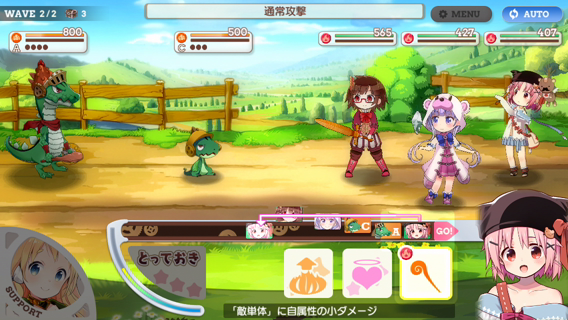 WAVE 2/2 3
通常攻撃
MENU
AUTO
800
A
500
C
565
427
407
C
A
GO!
SUPPORT
とっておき
「敵単体」に自属性の小ダメージ